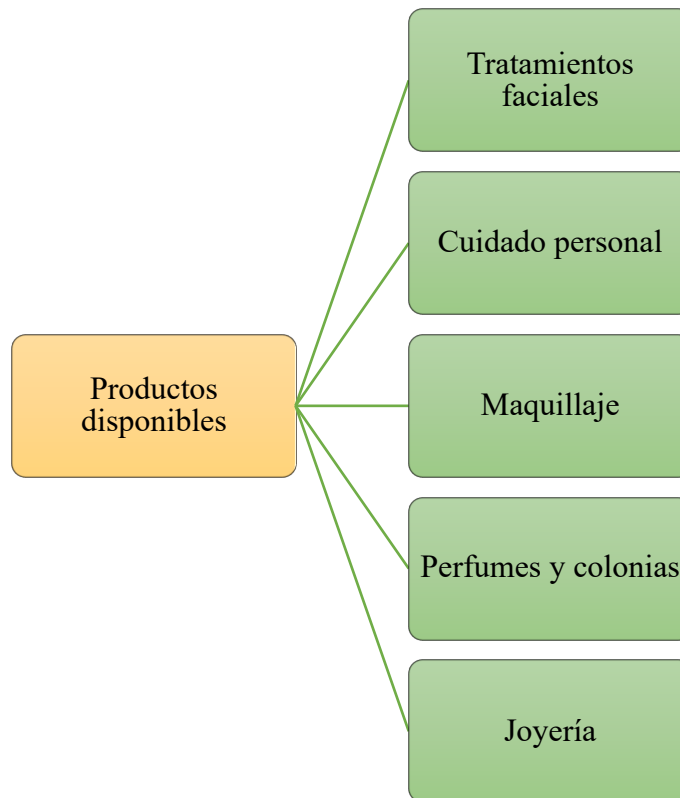 Tratamientos
faciales
Cuidado personal
Productos
disponibles
Maquillaje
Perfumes y colonias
Joyería